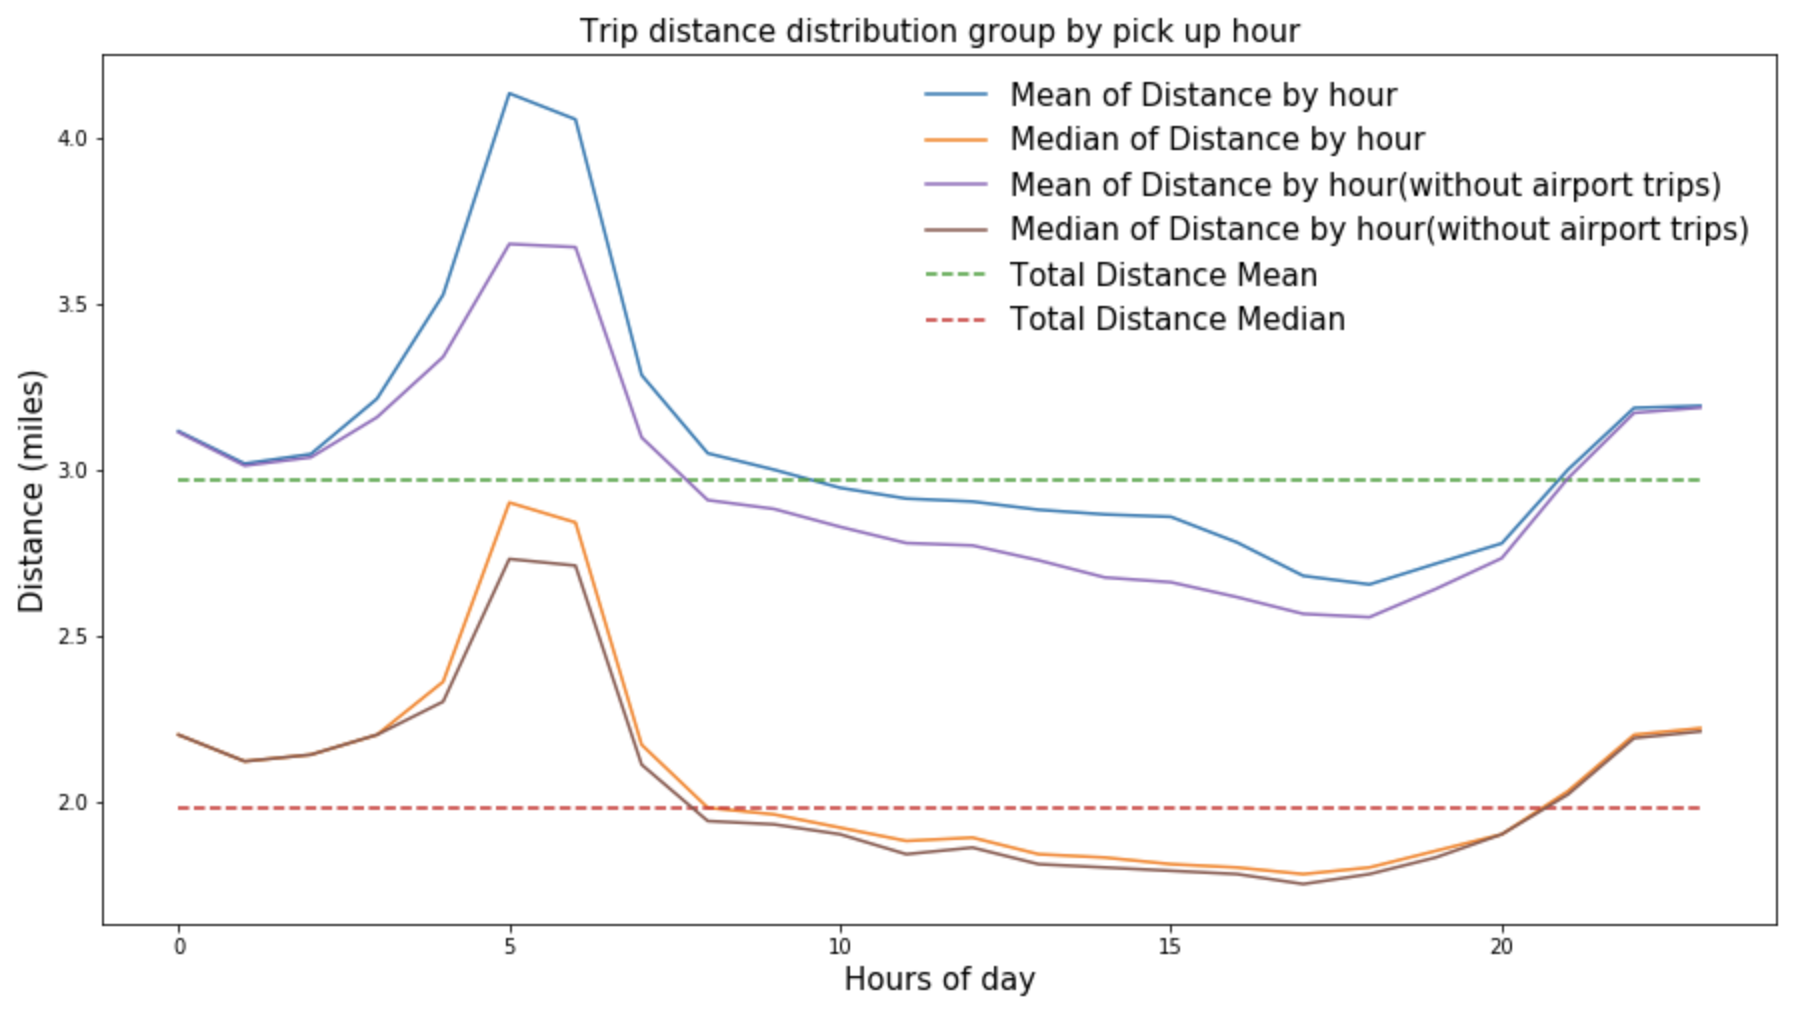 Trip distance distribution group by pick up hour
Mean of Distance by hour
Median of Distance by hour
Mean of Distance by hour(without airport trips)
Median of Distance by hour(without airport trips)
Total Distance Mean
Total Distance Median
Distance (miles)
4.0
3.5
3.0
2.5
2.0
0 5 10 15 20
Hours of day